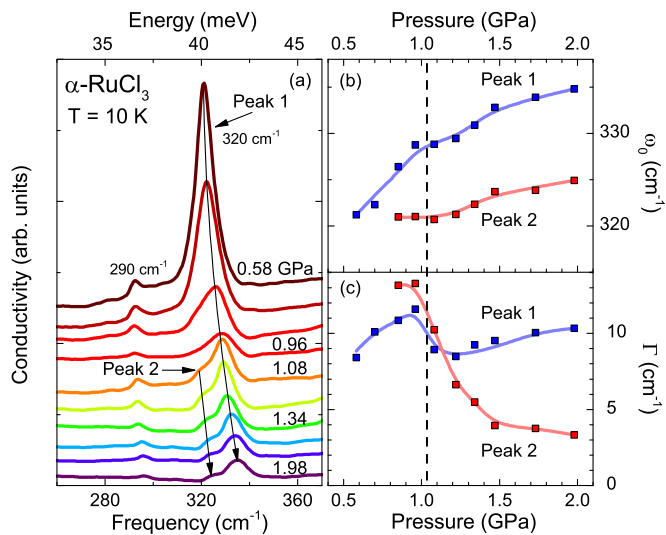 Energy (meV)
35 40 45
α-RuCl3
T = 10 K
(a)
Peak 1
320 cm-1
290 cm-1
0.58 GPa
0.96
Peak 2
1.08
1.34
1.98
Conductivity (arb. units)
280 320 360
Frequency (cm-1)
Pressure (GPa)
0.5 1.0 1.5 2.0
(b)
Peak 1
Peak 2
330
320
ω0 (cm-1)
(c)
Peak 1
Peak 2
10
5
0
Γ (cm-1)
0.5 1.0 1.5 2.0
Pressure (GPa)